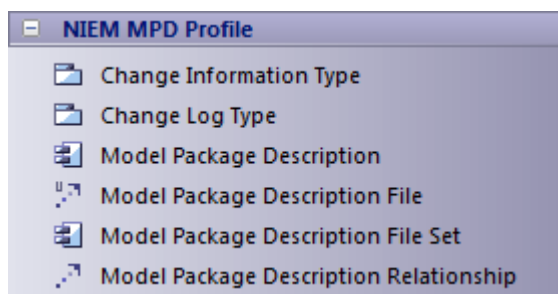 NIEM MPD Profile
Change Information Type
Change Log Type
Model Package Description
Model Package Description File
Model Package Description File Set
Model Package Description Relationship